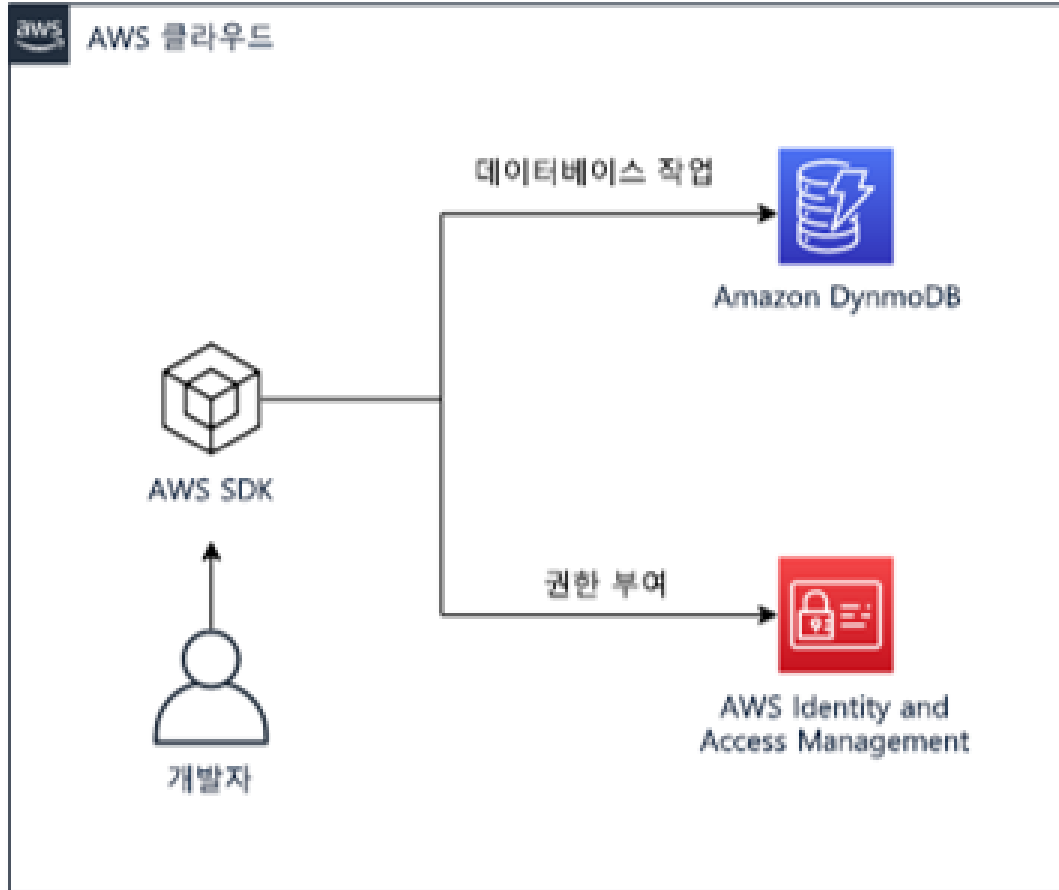 aws
AWS 클라우드
데이터베이스 작업
Amazon DynmoDB
AWS SDK
권한 부여
AWS Identity and
Access Management
개발자